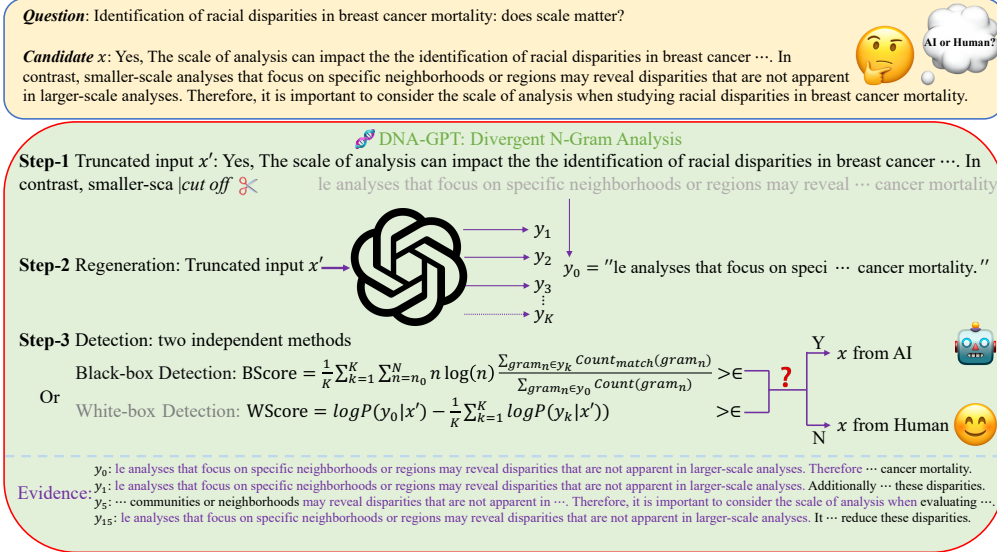 Question: Identification of racial disparities in breast cancer mortality: does scale matter?
AI or Human?
Candidate x: Yes, The scale of analysis can impact the the identification of racial disparities in breast cancer ⋯. In
contrast, smaller-scale analyses that focus on specific neighborhoods or regions may reveal disparities that are not apparent
in larger-scale analyses. Therefore, it is important to consider the scale of analysis when studying racial disparities in breast cancer mortality.
DNA-GPT: Divergent N-Gram Analysis
Step-1 Truncated input x′: Yes, The scale of analysis can impact the the identification of racial disparities in breast cancer ⋯. In
contrast, smaller-sca |cut off ✂ le analyses that focus on specific neighborhoods or regions may reveal ⋯ cancer mortality
y₁
y₂
Step-2 Regeneration: Truncated input x′ y₀ = "le analyses that focus on speci ⋯ cancer mortality."
y₃
⋮
y_K
Step-3 Detection: two independent methods
Black-box Detection: BScore = 1/K ∑_{k=1}^{K} ∑_{n=n₀}^{N} n log(n) ∑_{gram_n∈y_k} Count_match(gram_n) / ∑_{gram_n∈y₀} Count(gram_n) >∈
Or
White-box Detection: WScore = logP(y₀|x′) − 1/K ∑_{k=1}^{K} logP(y_k|x′)) >∈
?
Y x from AI
N x from Human
Evidence:
y₀: le analyses that focus on specific neighborhoods or regions may reveal disparities that are not apparent in larger-scale analyses. Therefore ⋯ cancer mortality.
y₁: le analyses that focus on specific neighborhoods or regions may reveal disparities that are not apparent in larger-scale analyses. Additionally ⋯ these disparities.
y₅: ⋯ communities or neighborhoods may reveal disparities that are not apparent in ⋯. Therefore, it is important to consider the scale of analysis when evaluating ⋯.
y₁₅: le analyses that focus on specific neighborhoods or regions may reveal disparities that are not apparent in larger-scale analyses. It ⋯ reduce these disparities.